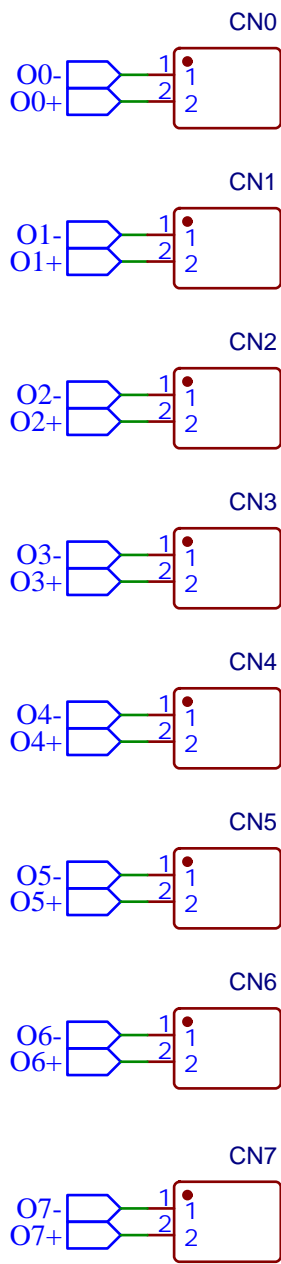 CN0
O0- 1 1
O0+ 2 2
CN1
O1- 1 1
O1+ 2 2
CN2
O2- 1 1
O2+ 2 2
CN3
O3- 1 1
O3+ 2 2
CN4
O4- 1 1
O4+ 2 2
CN5
O5- 1 1
O5+ 2 2
CN6
O6- 1 1
O6+ 2 2
CN7
O7- 1 1
O7+ 2 2